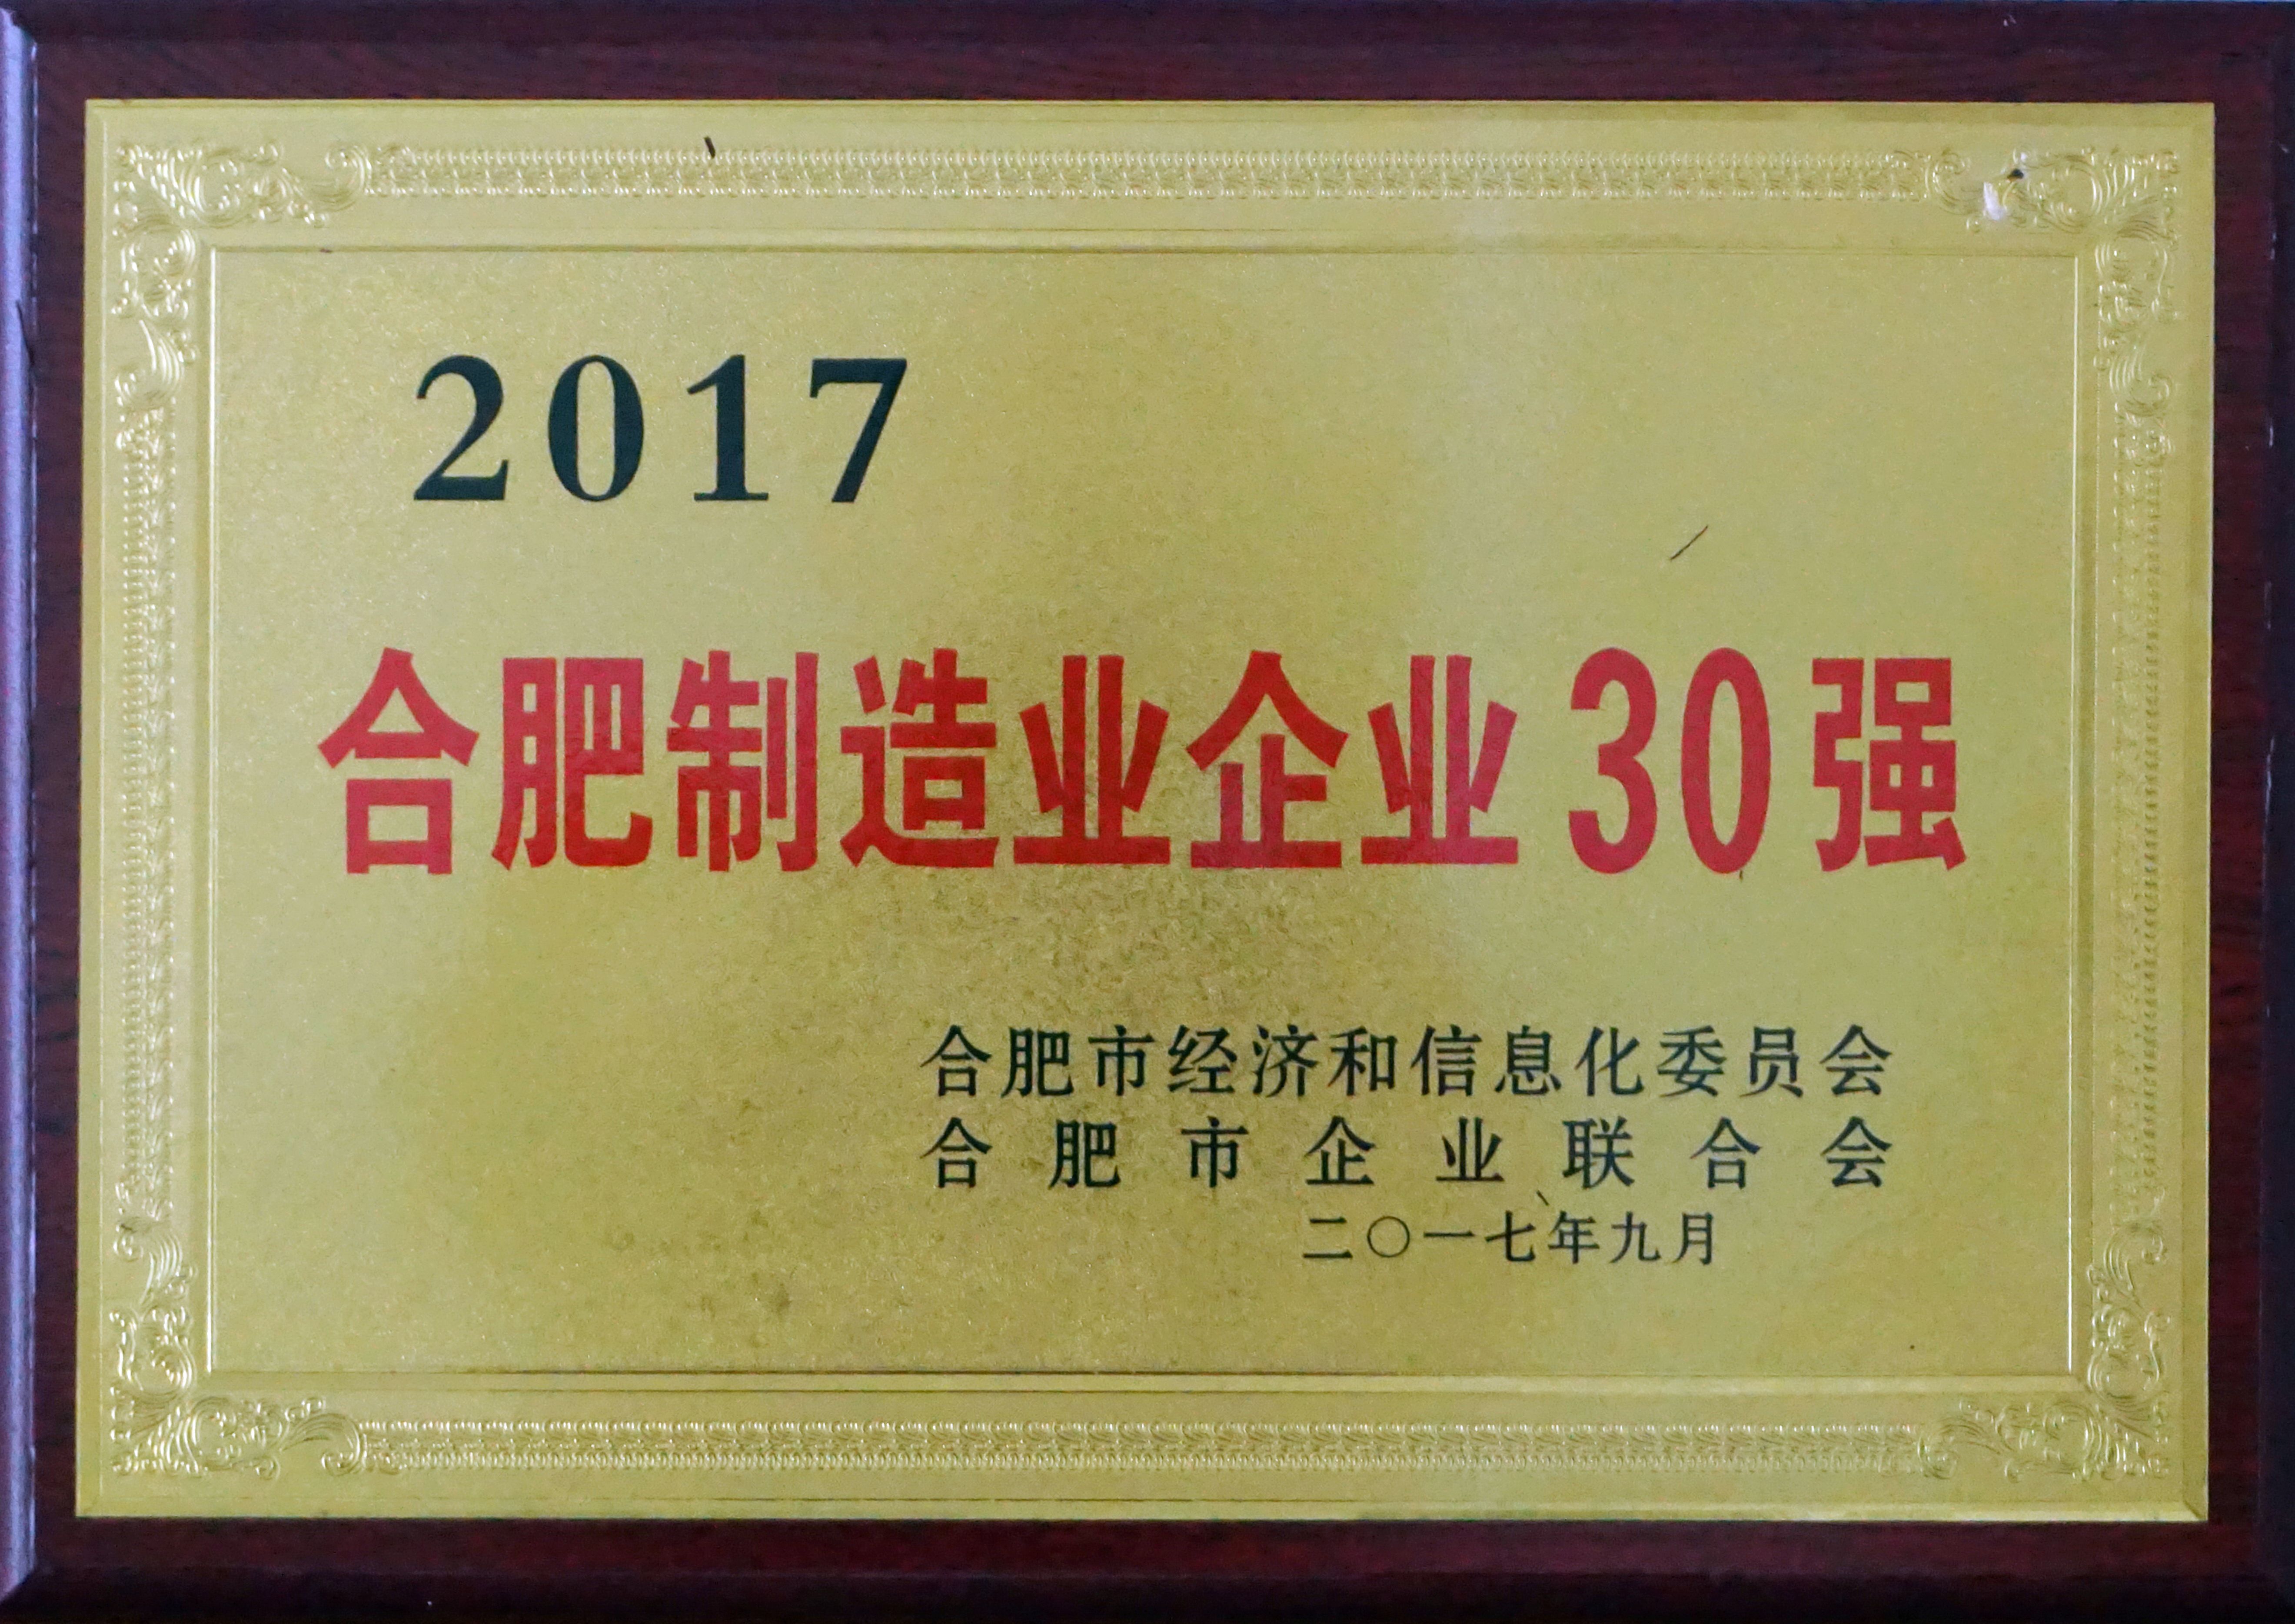 2017
合肥制造业企业30强
合肥市经济和信息化委员会
合肥市企业联合会
二〇一七年九月